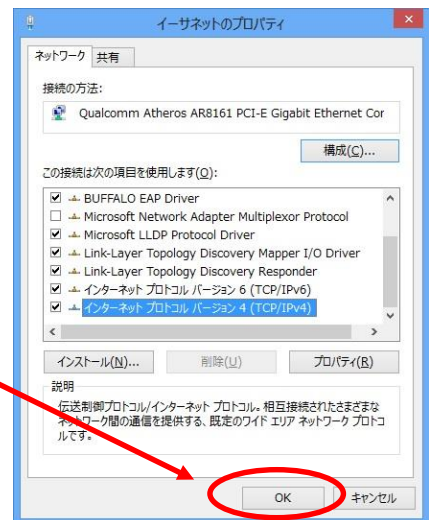 イーサネットのプロパティ
ネットワーク 共有
接続の方法:
Qualcomm Atheros AR8161 PCI-E Gigabit Ethernet Cor
構成(C)...
この接続は次の項目を使用します(O):
BUFFALO EAP Driver
Microsoft Network Adapter Multiplexor Protocol
Microsoft LLDP Protocol Driver
Link-Layer Topology Discovery Mapper I/O Driver
Link-Layer Topology Discovery Responder
インターネット プロトコル バージョン 6 (TCP/IPv6)
インターネット プロトコル バージョン 4 (TCP/IPv4)
インストール(N)... 削除(U) プロパティ(R)
説明
伝送制御プロトコル/インターネット プロトコル。相互接続されたさまざまな
ネットワーク間の通信を提供する、既定のワイド エリア ネットワーク プロトコ
ルです。
OK キャンセル